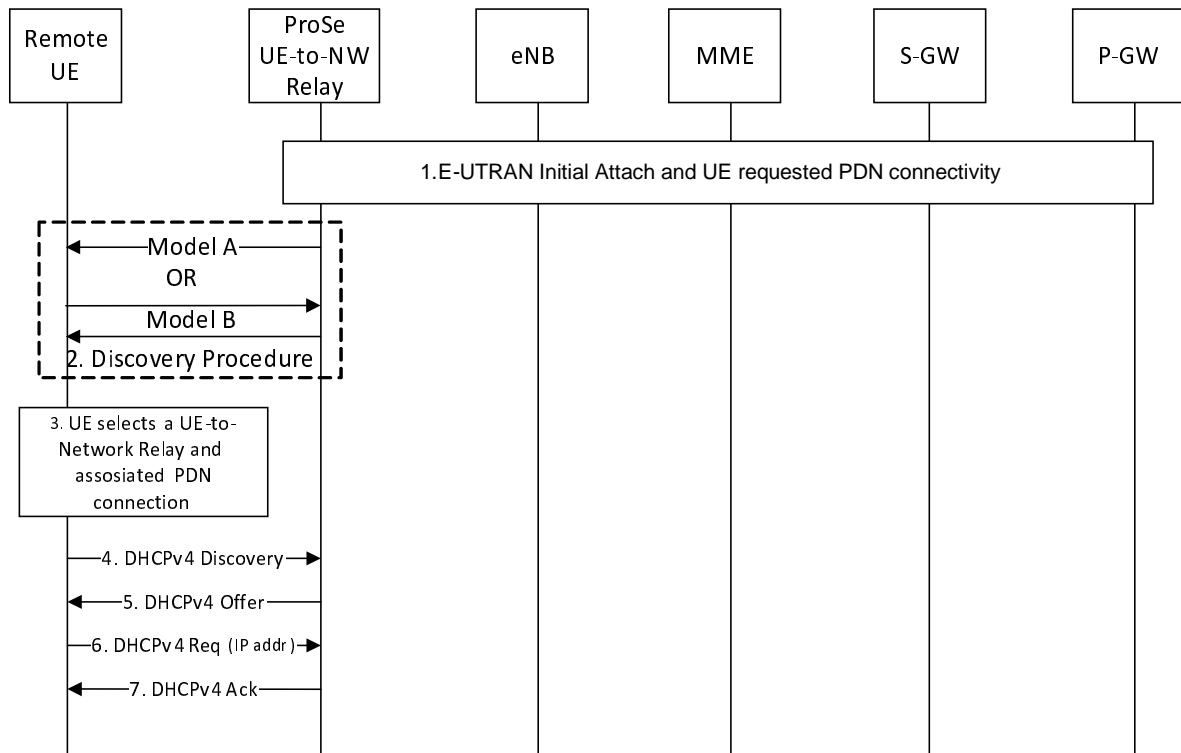 Remote
UE
ProSe
UE-to-NW
Relay
eNB
MME
S-GW
P-GW
1.E-UTRAN Initial Attach and UE requested PDN connectivity
Model A
OR
Model B
2. Discovery Procedure
3. UE selects a UE-to-
Network Relay and
assosiated PDN
connection
4. DHCPv4 Discovery
5. DHCPv4 Offer
6. DHCPv4 Req (IP addr)
7. DHCPv4 Ack